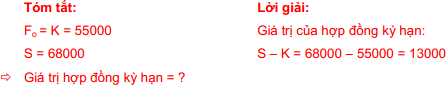 Tóm tắt:
F₀ = K = 55000
S = 68000
⇨ Giá trị hợp đồng kỳ hạn = ?
Lời giải:
Giá trị của hợp đồng kỳ hạn:
S – K = 68000 – 55000 = 13000